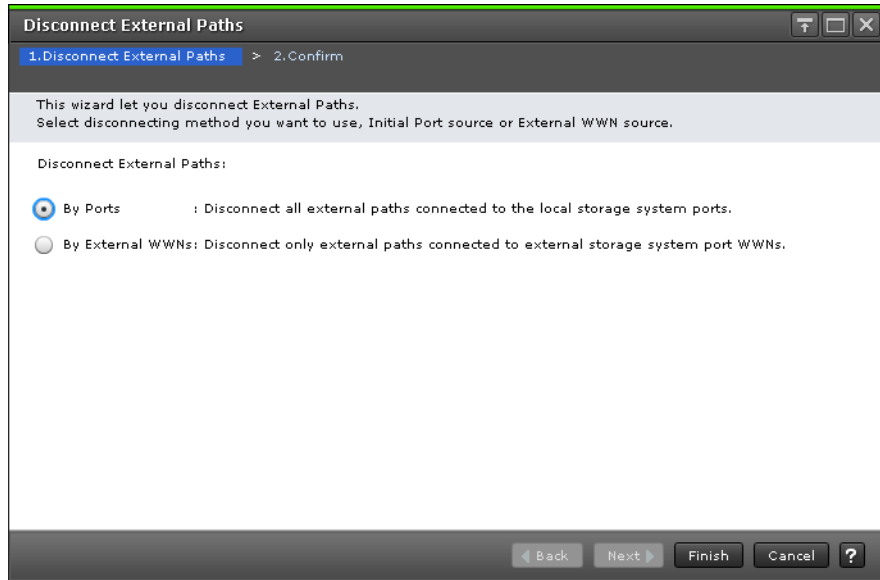 Disconnect External Paths
1.Disconnect External Paths > 2.Confirm
This wizard let you disconnect External Paths.
Select disconnecting method you want to use, Initial Port source or External WWN source.
Disconnect External Paths:
By Ports : Disconnect all external paths connected to the local storage system ports.
By External WWNs: Disconnect only external paths connected to external storage system port WWNs.
Back Next Finish Cancel ?